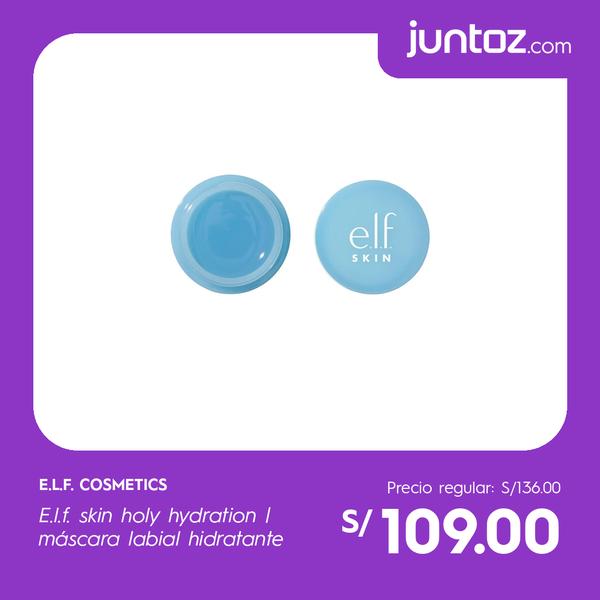 juntoz.com
e.l.f.
SKIN
E.L.F. COSMETICS
E.l.f. skin holy hydration |
máscara labial hidratante
Precio regular: S/136.00
S/ 109.00